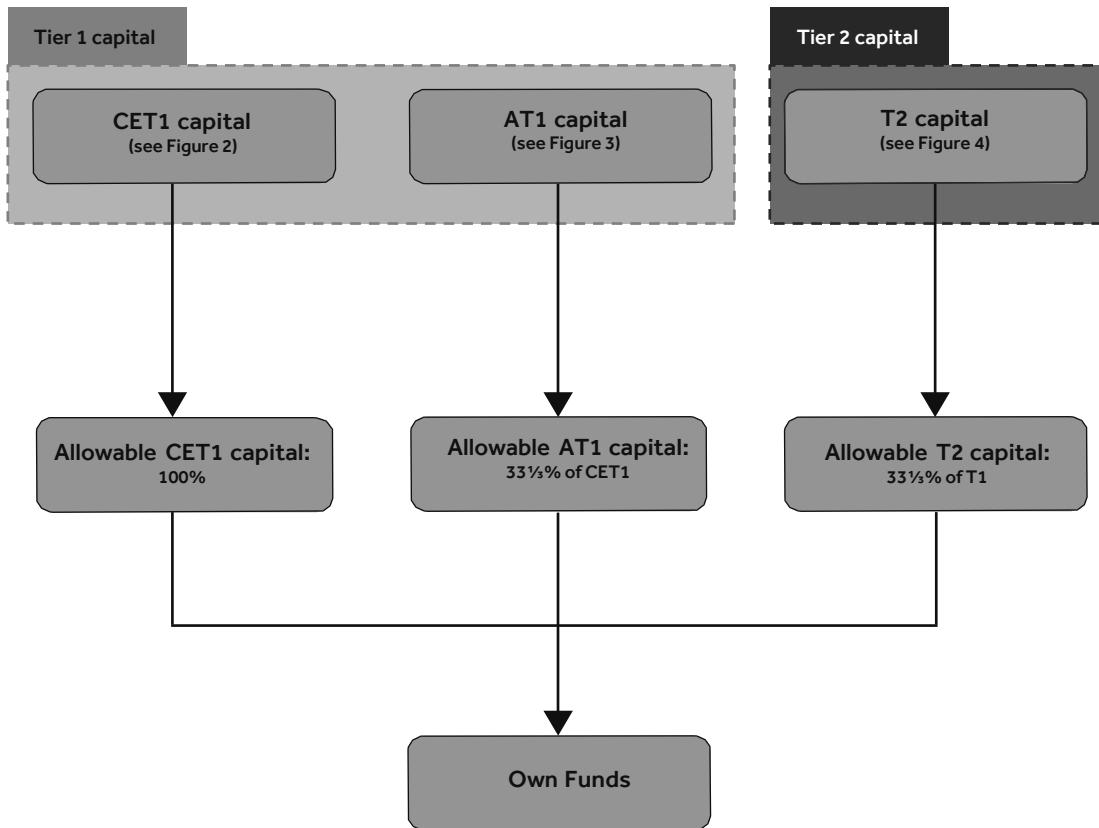 Tier 1 capital
Tier 2 capital
CET1 capital
(see Figure 2)
AT1 capital
(see Figure 3)
T2 capital
(see Figure 4)
Allowable CET1 capital:
100%
Allowable AT1 capital:
33⅓% of CET1
Allowable T2 capital:
33⅓% of T1
Own Funds